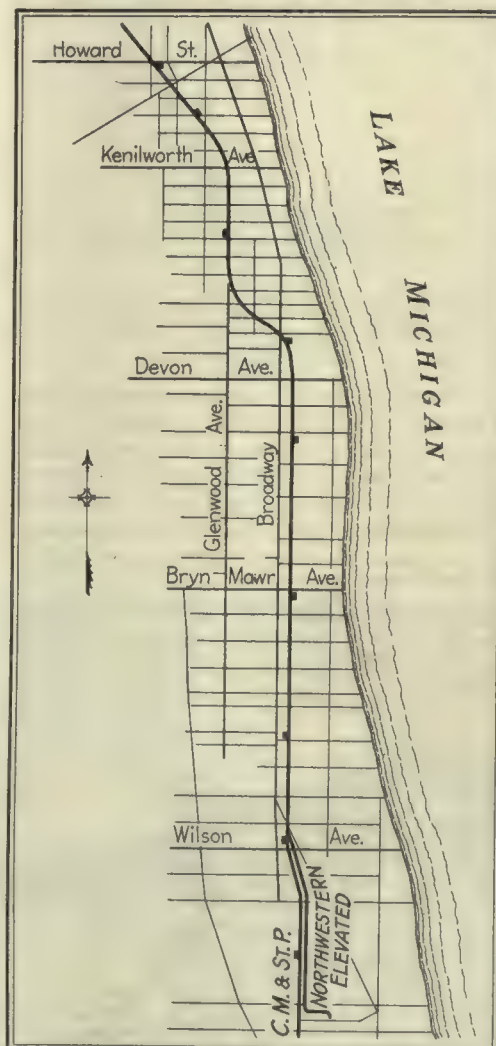 Howard St.
LAKE MICHIGAN
Kenilworth Ave
Devon Ave.
Glenwood Ave.
Broadway
Bryn Mawr Ave.
Wilson Ave.
C. M. & ST. P.
NORTHWESTERN
ELEVATED